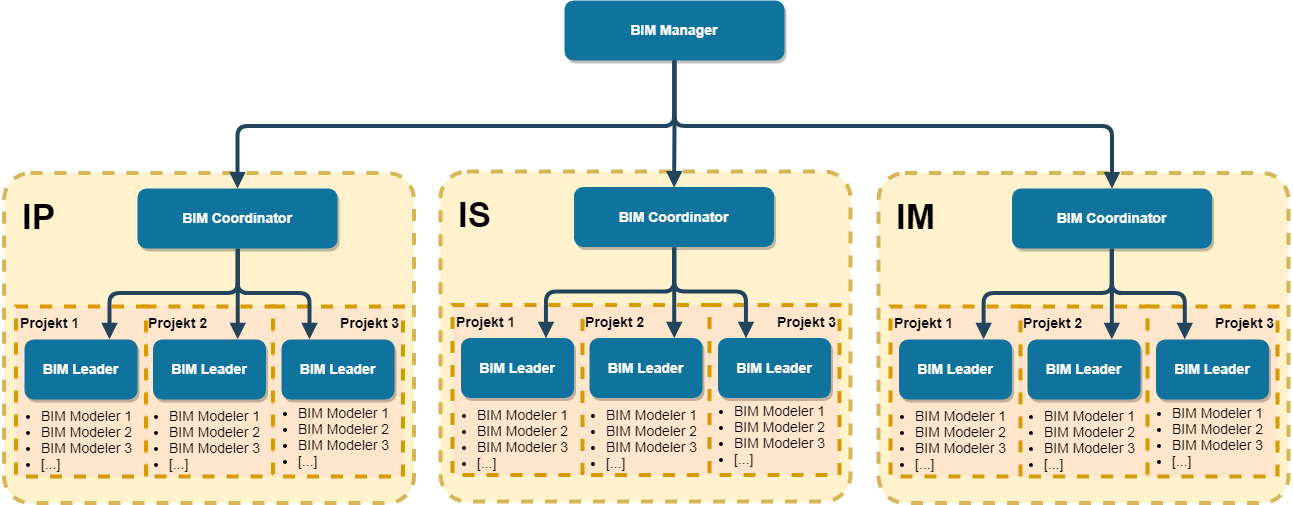 BIM Manager
IP
BIM Coordinator
Projekt 1
BIM Leader
• BIM Modeler 1
• BIM Modeler 2
• BIM Modeler 3
• [...]
Projekt 2
BIM Leader
• BIM Modeler 1
• BIM Modeler 2
• BIM Modeler 3
• [...]
Projekt 3
BIM Leader
• BIM Modeler 1
• BIM Modeler 2
• BIM Modeler 3
• [...]
IS
BIM Coordinator
Projekt 1
BIM Leader
• BIM Modeler 1
• BIM Modeler 2
• BIM Modeler 3
• [...]
Projekt 2
BIM Leader
• BIM Modeler 1
• BIM Modeler 2
• BIM Modeler 3
• [...]
Projekt 3
BIM Leader
• BIM Modeler 1
• BIM Modeler 2
• BIM Modeler 3
• [...]
IM
BIM Coordinator
Projekt 1
BIM Leader
• BIM Modeler 1
• BIM Modeler 2
• BIM Modeler 3
• [...]
Projekt 2
BIM Leader
• BIM Modeler 1
• BIM Modeler 2
• BIM Modeler 3
• [...]
Projekt 3
BIM Leader
• BIM Modeler 1
• BIM Modeler 2
• BIM Modeler 3
• [...]